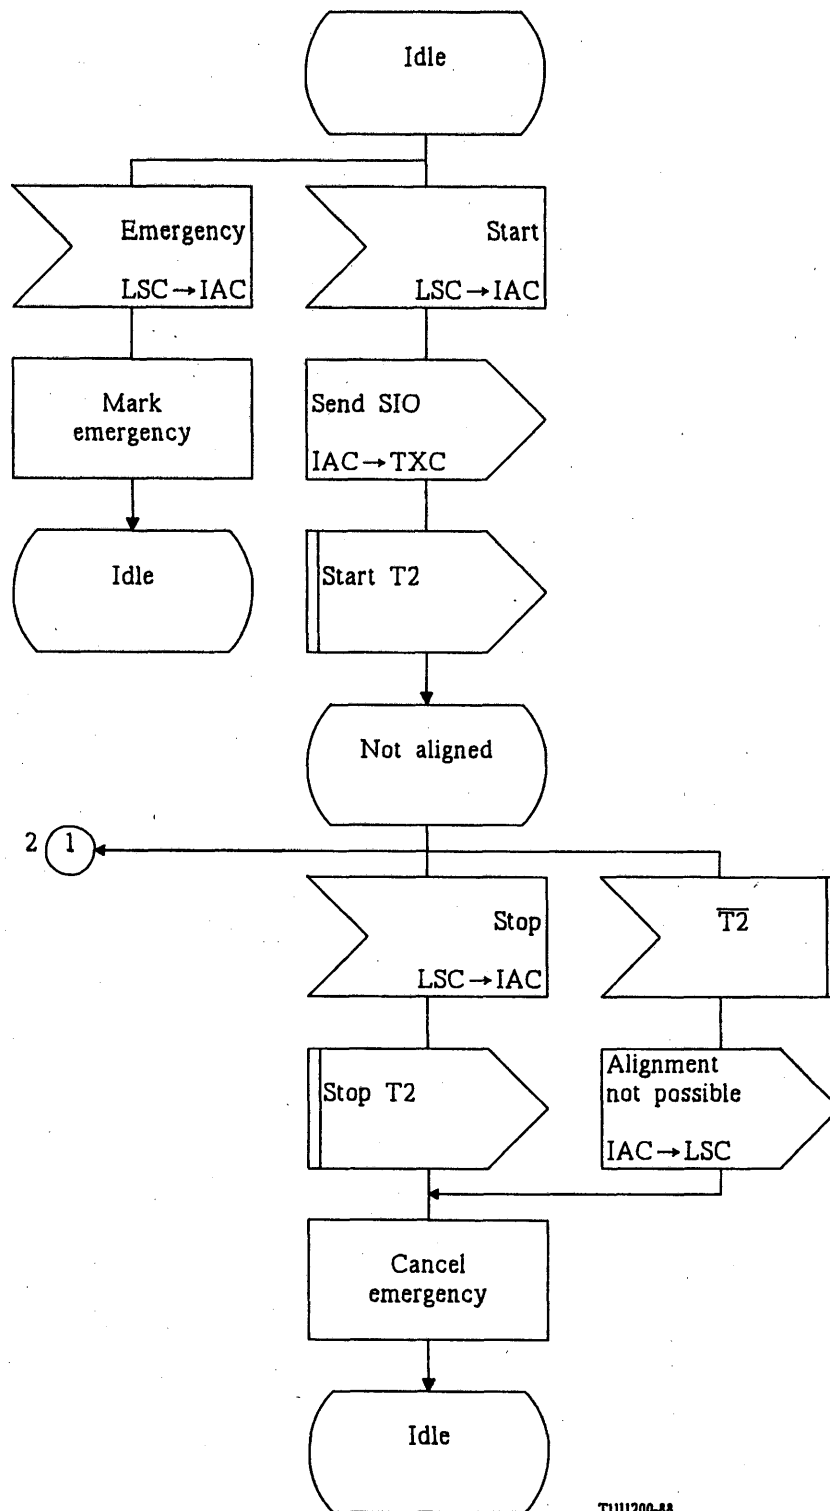 Idle
Emergency
LSC→IAC
Start
LSC→IAC
Mark
emergency
Send SIO
IAC→TXC
Idle
Start T2
Not aligned
2 1
Stop
LSC→IAC
T2̅
Stop T2
Alignment
not possible
IAC→LSC
Cancel
emergency
Idle
T1111200-88